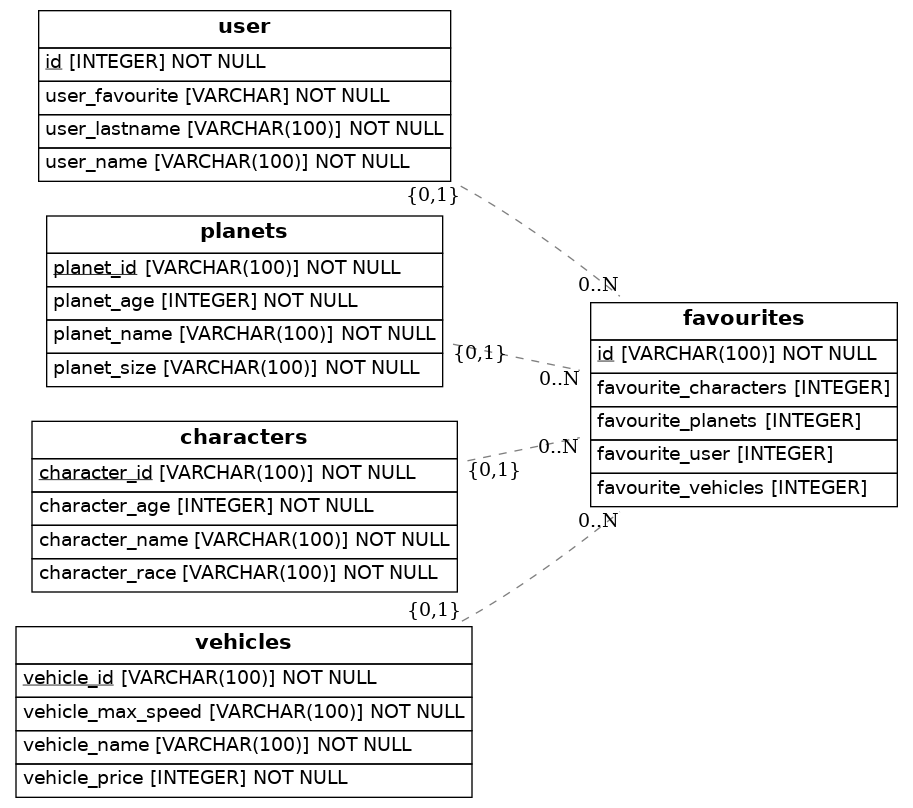 user
id [INTEGER] NOT NULL
user_favourite [VARCHAR] NOT NULL
user_lastname [VARCHAR(100)] NOT NULL
user_name [VARCHAR(100)] NOT NULL
{0,1}
planets
planet_id [VARCHAR(100)] NOT NULL
planet_age [INTEGER] NOT NULL
planet_name [VARCHAR(100)] NOT NULL
planet_size [VARCHAR(100)] NOT NULL
{0,1}
characters
character_id [VARCHAR(100)] NOT NULL
character_age [INTEGER] NOT NULL
character_name [VARCHAR(100)] NOT NULL
character_race [VARCHAR(100)] NOT NULL
{0,1}
{0,1}
vehicles
vehicle_id [VARCHAR(100)] NOT NULL
vehicle_max_speed [VARCHAR(100)] NOT NULL
vehicle_name [VARCHAR(100)] NOT NULL
vehicle_price [INTEGER] NOT NULL
0..N
0..N
0..N
0..N
favourites
id [VARCHAR(100)] NOT NULL
favourite_characters [INTEGER]
favourite_planets [INTEGER]
favourite_user [INTEGER]
favourite_vehicles [INTEGER]